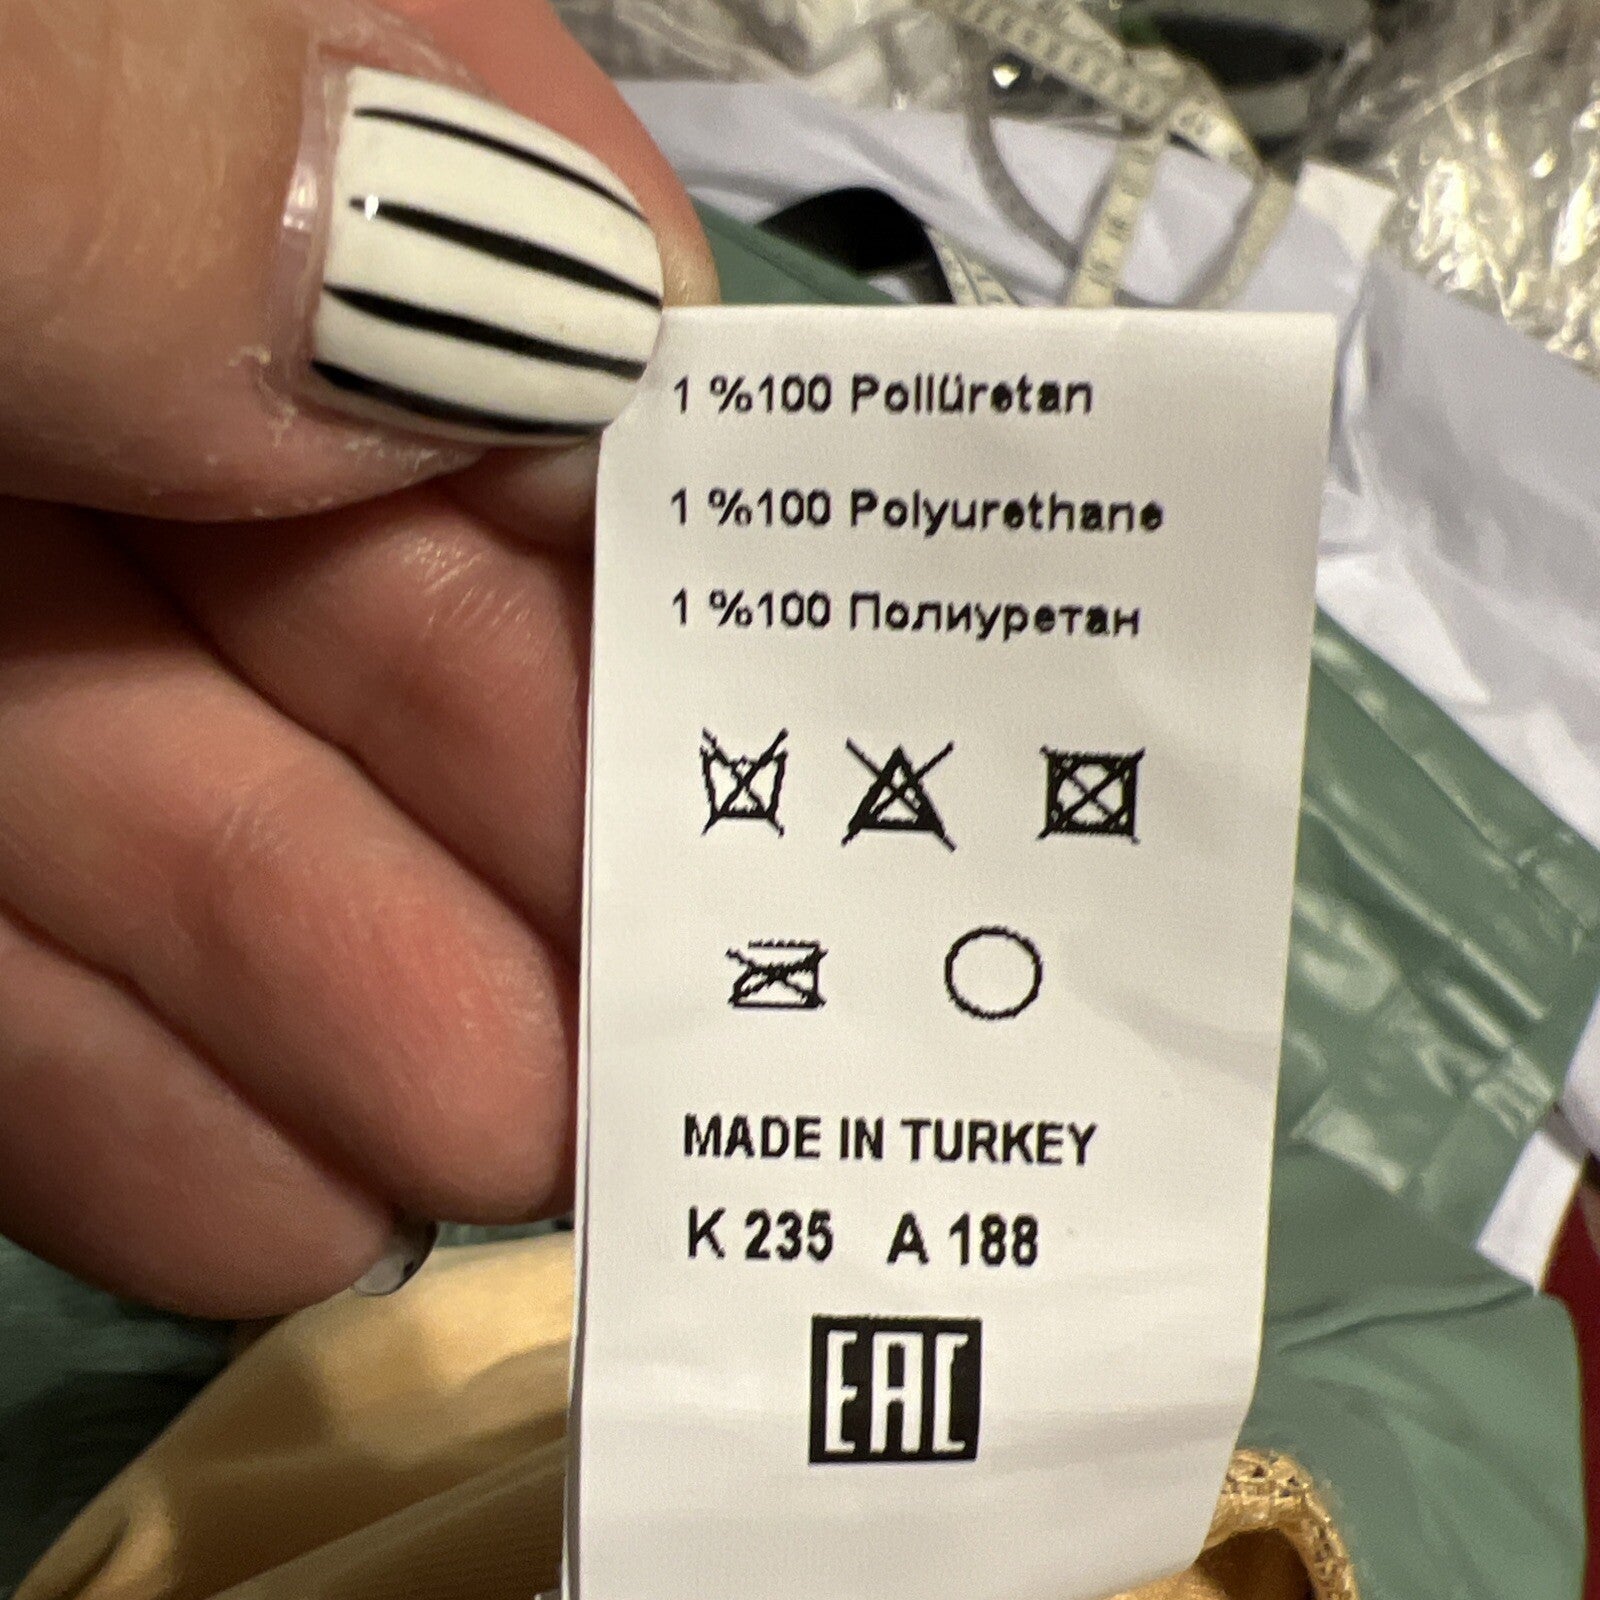 1 %100 Poliüretan
1 %100 Polyurethane
1 %100 Полиуретан
MADE IN TURKEY
K 235 A 188
EAC